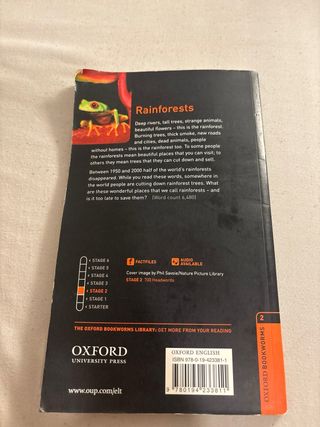 Rainforests
Deep rivers, tall trees, strange animals,
beautiful flowers – this is the rainforest.
Burning trees, thick smoke, new roads
and cities, dead animals, people
without homes – this is the rainforest too. To some people
the rainforests mean beautiful places that you can visit; to
others they mean trees that they can cut down and sell.
Between 1950 and 2000 half of the world's rainforests
disappeared. While you read these words, somewhere in
the world people are cutting down rainforest trees. What
are these wonderful places that we call rainforests – and
is it too late to save them? [Word count 6,480]
STAGE 6
STAGE 5
STAGE 4
STAGE 3
STAGE 2
STAGE 1
STARTER
F FACTFILES
AUDIO AVAILABLE
Cover image by Phil Savoie/Nature Picture Library
STAGE 2 700 Headwords
THE OXFORD BOOKWORMS LIBRARY: GET MORE FROM YOUR READING
OXFORD
UNIVERSITY PRESS
www.oup.com/elt
OXFORD ENGLISH
ISBN 978-0-19-423381-1
9 780194 233811
OXFORD BOOKWORMS 2